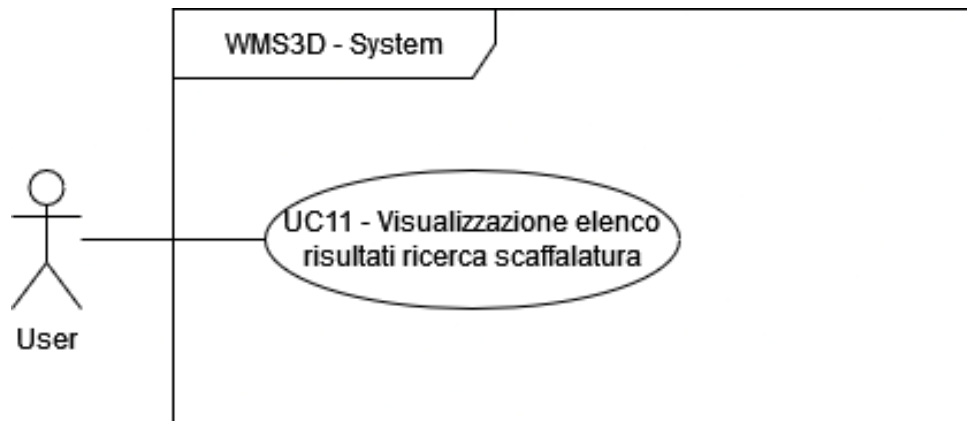 WMS3D - System
UC11 - Visualizzazione elenco
risultati ricerca scaffalatura
User